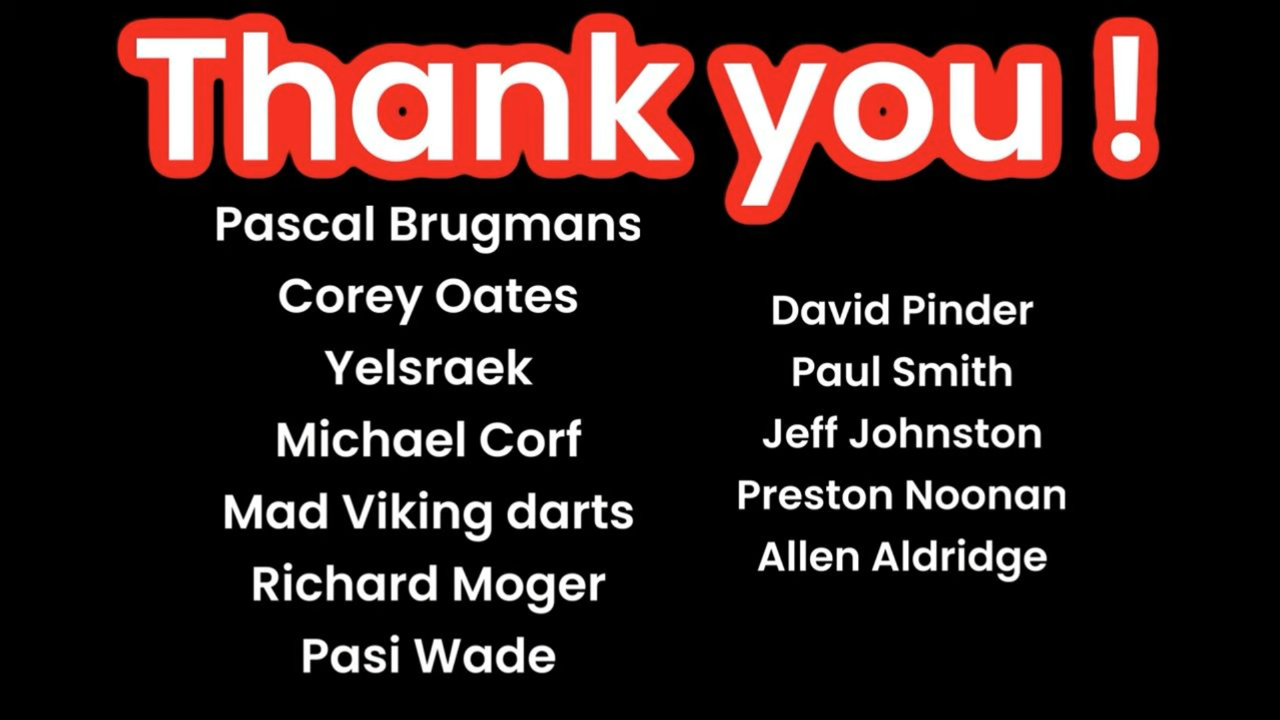 Thank you !
Pascal Brugmans
Corey Oates
Yelsraek
Michael Corf
Mad Viking darts
Richard Moger
Pasi Wade
David Pinder
Paul Smith
Jeff Johnston
Preston Noonan
Allen Aldridge